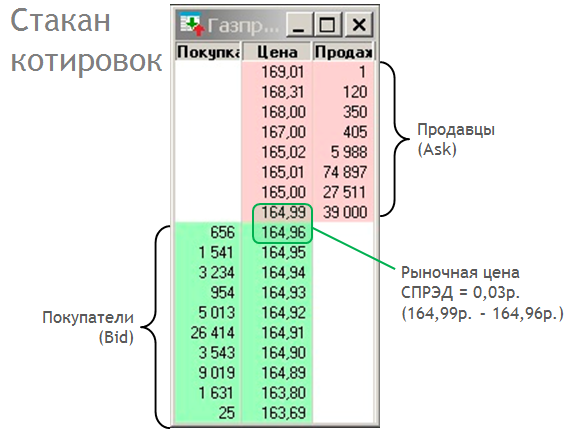 Стакан
котировок
Газпр...
Покупка Цена Продаж
169,01 1
168,31 120
168,00 350
167,00 405
165,02 5 988
165,01 74 897
165,00 27 511
164,99 39 000
656 164,96
1 541 164,95
3 234 164,94
954 164,93
5 013 164,92
26 414 164,91
3 543 164,90
9 019 164,89
1 631 163,80
25 163,69
Продавцы
(Ask)
Рыночная цена
СПРЭД = 0,03р.
(164,99р. - 164,96р.)
Покупатели
(Bid)